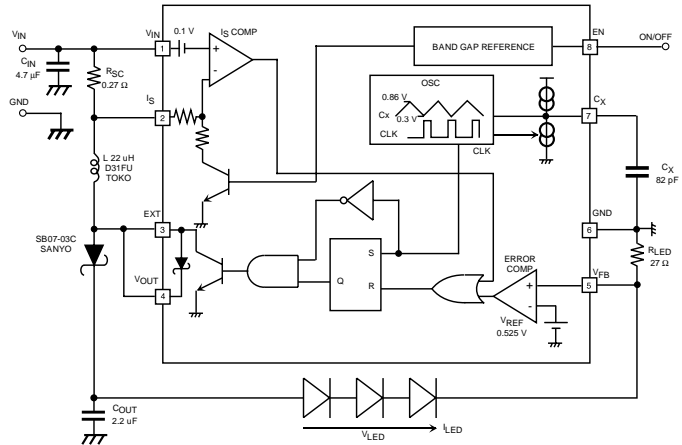 VIN
CIN
4.7 µF
RSC
0.27 Ω
GND
VIN
1
0.1 V
IS COMP
+
-
BAND GAP REFERENCE
EN
8
ON/OFF
OSC
0.86 V
Cx
0.3 V
CLK
CLK
CX
7
CX
82 pF
IS
2
L 22 uH
D31FU
TOKO
EXT
3
SB07-03C
SANYO
VOUT
4
S
Q
R
ERROR
COMP
+
-
VREF
0.525 V
GND
6
RLED
27 Ω
VFB
5
COUT
2.2 uF
VLED
ILED